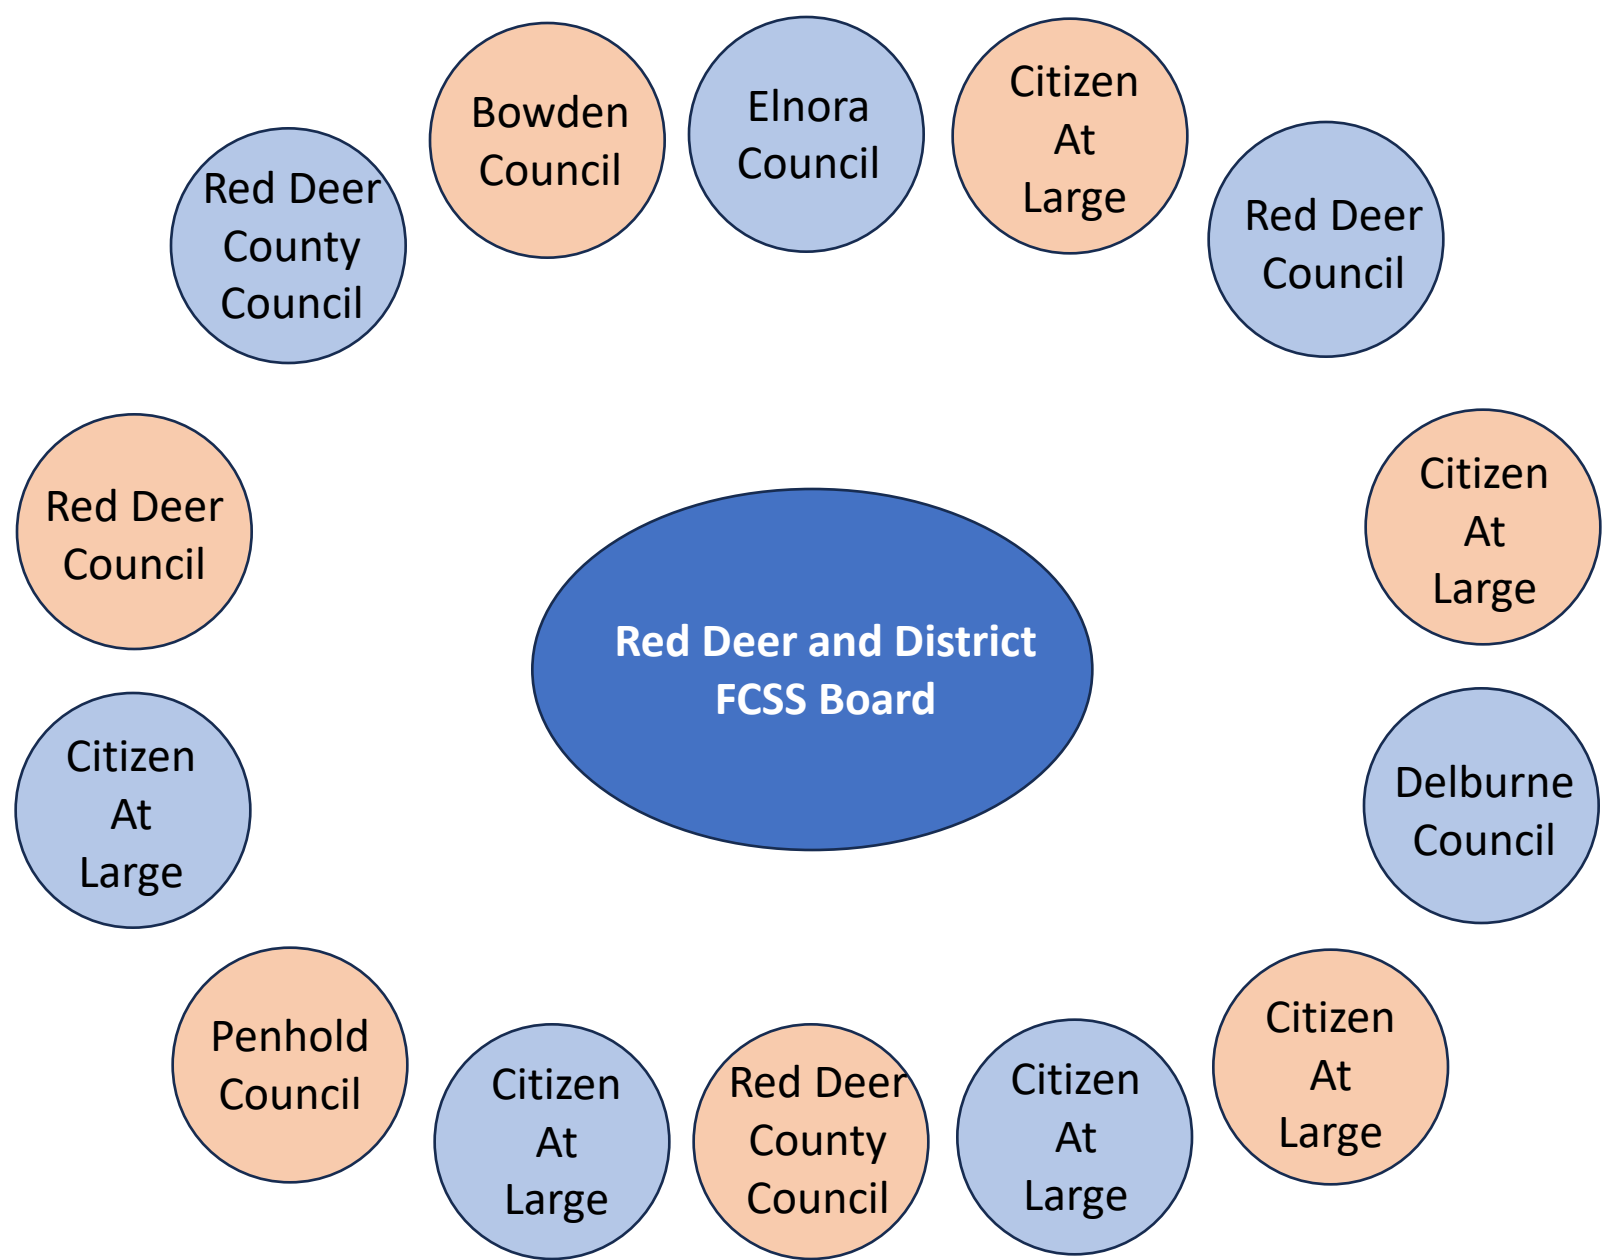 Bowden
Council
Elnora
Council
Citizen
At
Large
Red Deer
County
Council
Red Deer
Council
Red Deer
Council
Citizen
At
Large
Red Deer and District
FCSS Board
Citizen
At
Large
Delburne
Council
Penhold
Council
Citizen
At
Large
Red Deer
County
Council
Citizen
At
Large
Citizen
At
Large